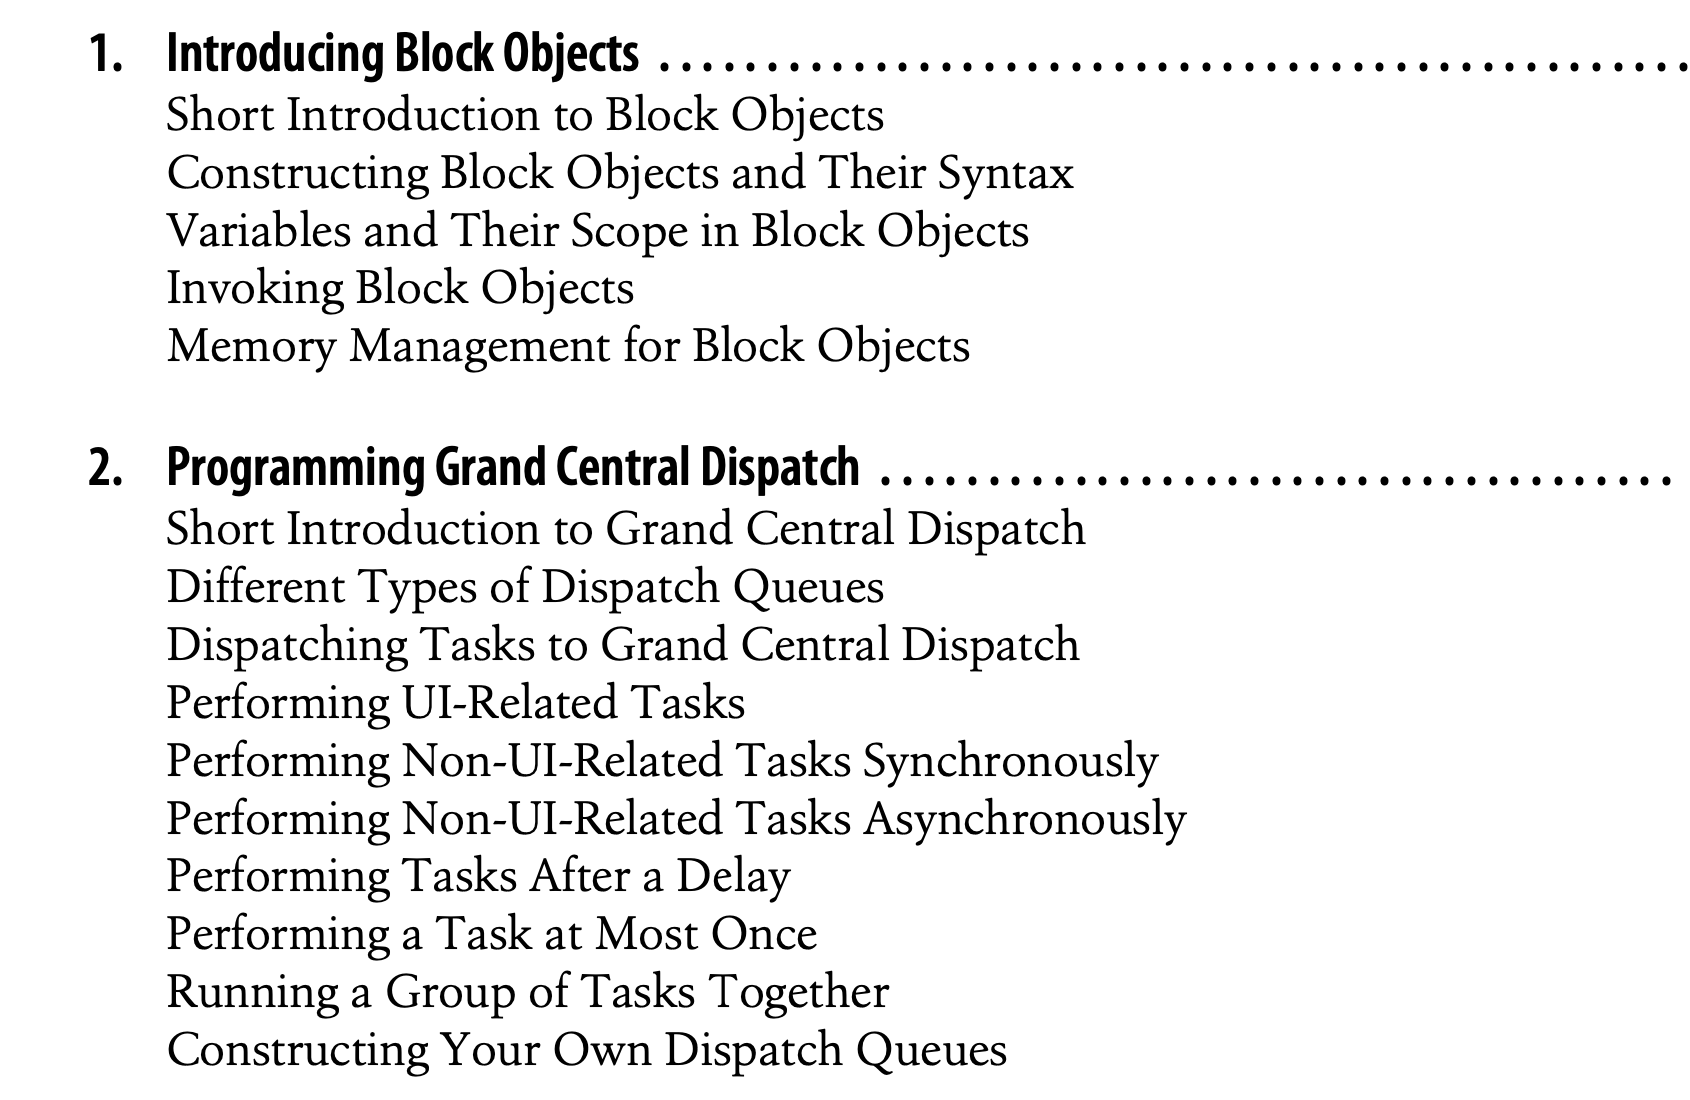 1. Introducing Block Objects . . . . . . . . . . . . . . . . . . . . . . . . . . . . . . . . . . . . . . . . . . . . . . . . .
Short Introduction to Block Objects
Constructing Block Objects and Their Syntax
Variables and Their Scope in Block Objects
Invoking Block Objects
Memory Management for Block Objects
2. Programming Grand Central Dispatch . . . . . . . . . . . . . . . . . . . . . . . . . . . . . . . . . . . . .
Short Introduction to Grand Central Dispatch
Different Types of Dispatch Queues
Dispatching Tasks to Grand Central Dispatch
Performing UI-Related Tasks
Performing Non-UI-Related Tasks Synchronously
Performing Non-UI-Related Tasks Asynchronously
Performing Tasks After a Delay
Performing a Task at Most Once
Running a Group of Tasks Together
Constructing Your Own Dispatch Queues